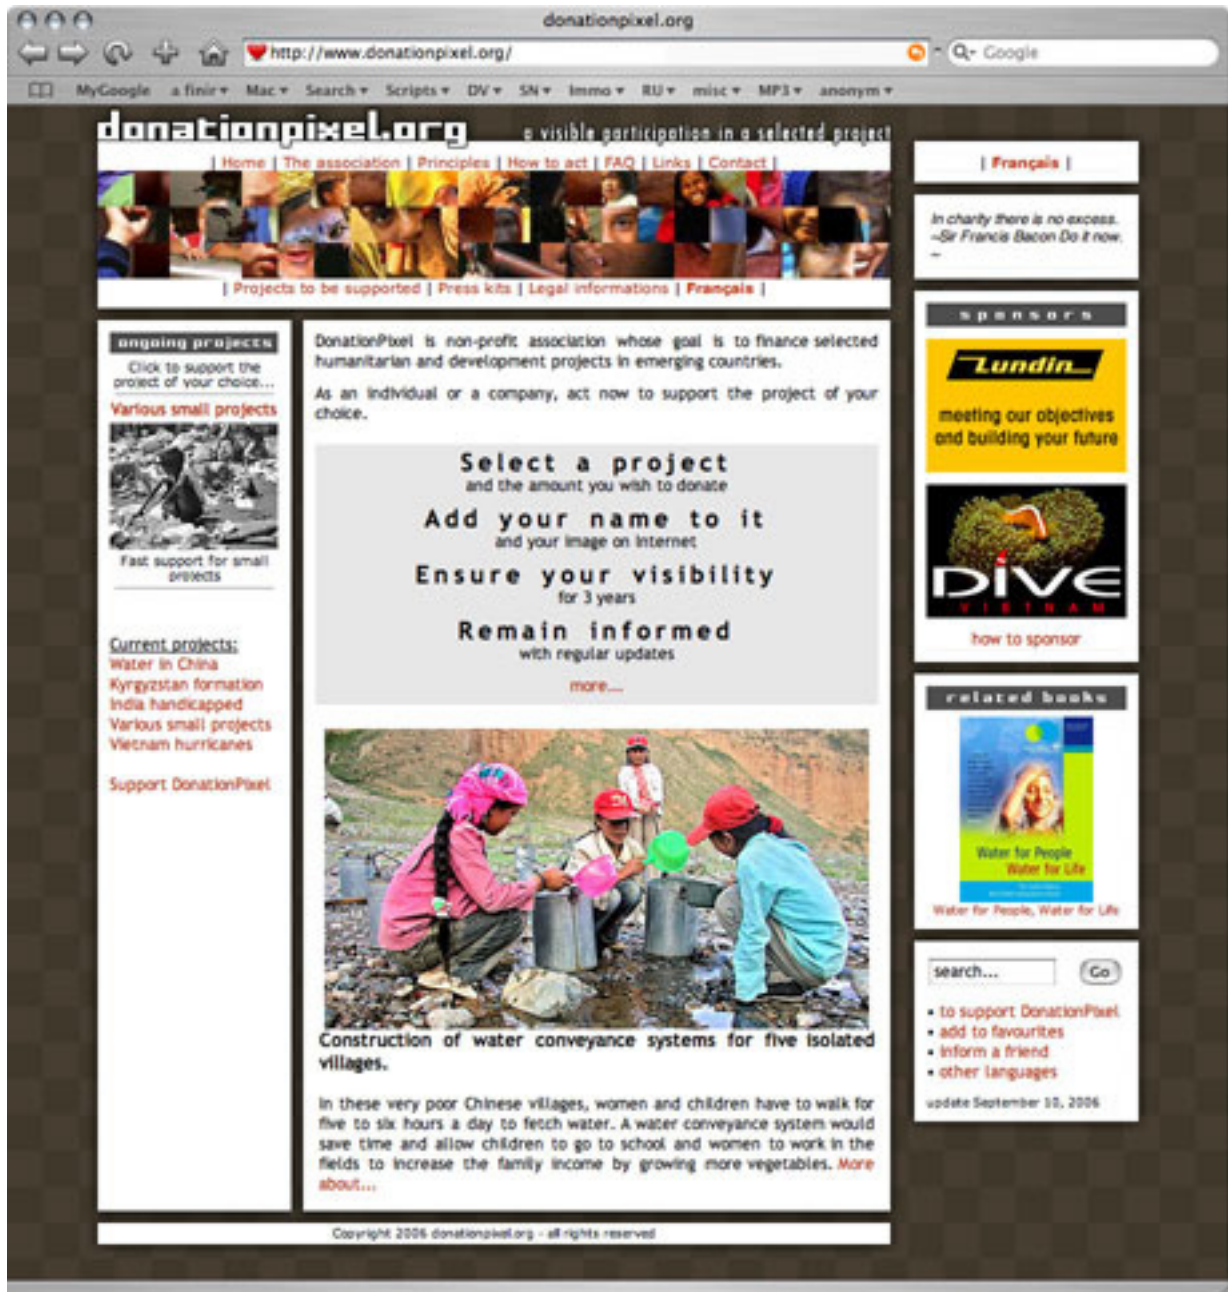 donationpixel.org
http://www.donationpixel.org/
Google
MyGoogle a finir Mac Search Scripts DV SN Immo RU misc MP3 anonym
donationpixel.org a visible participation in a selected project
| Home | The association | Principles | How to act | FAQ | Links | Contact |
| Projects to be supported | Press kits | Legal informations | Français |
ongoing projects
Click to support the
project of your choice...
Various small projects
Fast support for small
projects
Current projects:
Water in China
Kyrgyzstan formation
India handicapped
Various small projects
Vietnam hurricanes
Support DonationPixel
DonationPixel is non-profit association whose goal is to finance selected
humanitarian and development projects in emerging countries.
As an individual or a company, act now to support the project of your
choice.
Select a project
and the amount you wish to donate
Add your name to it
and your image on Internet
Ensure your visibility
for 3 years
Remain informed
with regular updates
more...
Construction of water conveyance systems for five isolated
villages.
In these very poor Chinese villages, women and children have to walk for
five to six hours a day to fetch water. A water conveyance system would
save time and allow children to go to school and women to work in the
fields to increase the family income by growing more vegetables. More
about...
| Français |
In charity there is no excess.
~Sir Francis Bacon Do it now.
~
sponsors
Lundin
meeting our objectives
and building your future
DIVE
VIETNAM
how to sponsor
related books
Water for People
Water for Life
Water for People, Water for Life
search... Go
• to support DonationPixel
• add to favourites
• inform a friend
• other languages
update September 10, 2006
Copyright 2006 donationpixel.org - all rights reserved